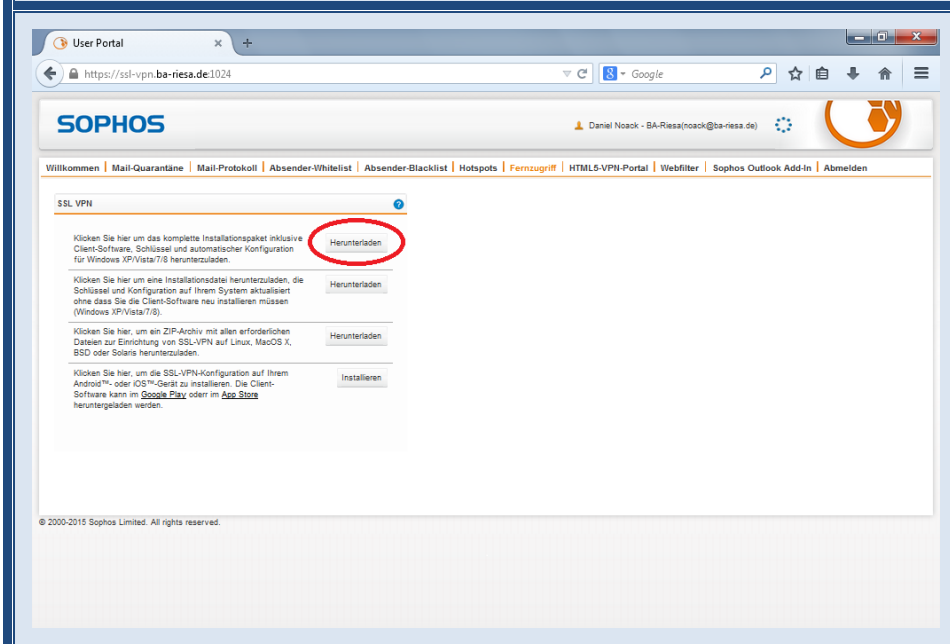 User Portal
https://ssl-vpn.ba-riesa.de:1024
Google
SOPHOS
Daniel Noack - BA-Riesa(noack@ba-riesa.de)
Willkommen | Mail-Quarantäne | Mail-Protokoll | Absender-Whitelist | Absender-Blacklist | Hotspots | Fernzugriff | HTML5-VPN-Portal | Webfilter | Sophos Outlook Add-In | Abmelden
SSL VPN
Klicken Sie hier um das komplette Installationspaket inklusive
Client-Software, Schlüssel und automatischer Konfiguration
für Windows XP/Vista/7/8 herunterzuladen.
Herunterladen
Klicken Sie hier um eine Installationsdatei herunterzuladen, die
Schlüssel und Konfiguration auf Ihrem System aktualisiert
ohne dass Sie die Client-Software neu installieren müssen
(Windows XP/Vista/7/8).
Herunterladen
Klicken Sie hier, um ein ZIP-Archiv mit allen erforderlichen
Dateien zur Einrichtung von SSL-VPN auf Linux, MacOS X,
BSD oder Solaris herunterzuladen.
Herunterladen
Klicken Sie hier, um die SSL-VPN-Konfiguration auf Ihrem
Android™- oder iOS™-Gerät zu installieren. Die Client-
Software kann im Google Play oderr im App Store
heruntergeladen werden.
Installieren
© 2000-2015 Sophos Limited. All rights reserved.